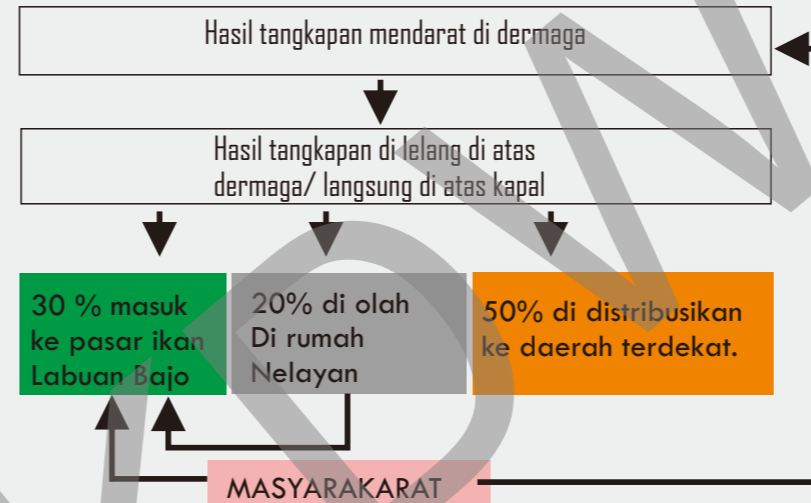 Hasil tangkapan mendarat di dermaga
Hasil tangkapan di lelang di atas
dermaga/ langsung di atas kapal
30 % masuk
ke pasar ikan
Labuan Bajo
20% di olah
Di rumah
Nelayan
50% di distribusikan
ke daerah terdekat.
MASYARAKARAT